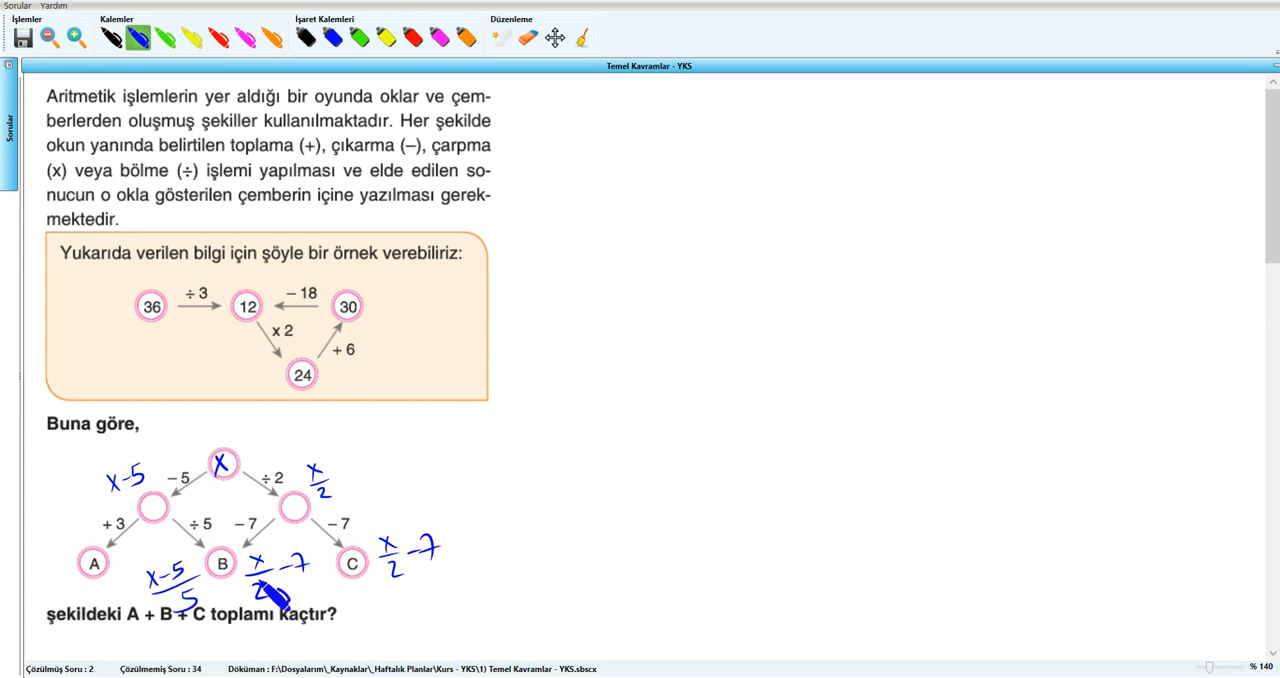 Sorular Yardım
İşlemler Kalemler İşaret Kalemleri Düzenleme
Temel Kavramlar - YKS
Sorular
Aritmetik işlemlerin yer aldığı bir oyunda oklar ve çem-
berlerden oluşmuş şekiller kullanılmaktadır. Her şekilde
okun yanında belirtilen toplama (+), çıkarma (–), çarpma
(x) veya bölme (÷) işlemi yapılması ve elde edilen so-
nucun o okla gösterilen çemberin içine yazılması gerek-
mektedir.
Yukarıda verilen bilgi için şöyle bir örnek verebiliriz:
÷ 3 – 18
36 12 30
x 2
+ 6
24
Buna göre,
x
x-5 – 5 ÷ 2 x/2
+ 3 ÷ 5 – 7 – 7
A B C
x-5/5 x/2 -7 x/2 -7
şekildeki A + B + C toplamı kaçtır?
Çözülmüş Soru : 2 Çözülmemiş Soru : 34 Döküman : F:\Dosyalarım\_Kaynaklar\_Haftalık Planlar\Kurs - YKS\1) Temel Kavramlar - YKS.sbscx % 140